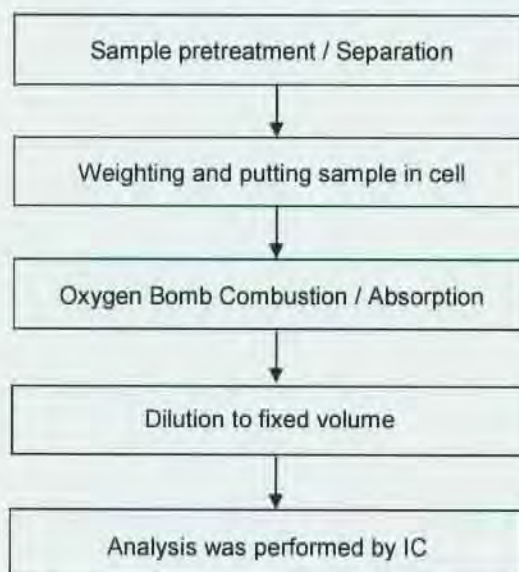 Sample pretreatment / Separation
Weighting and putting sample in cell
Oxygen Bomb Combustion / Absorption
Dilution to fixed volume
Analysis was performed by IC